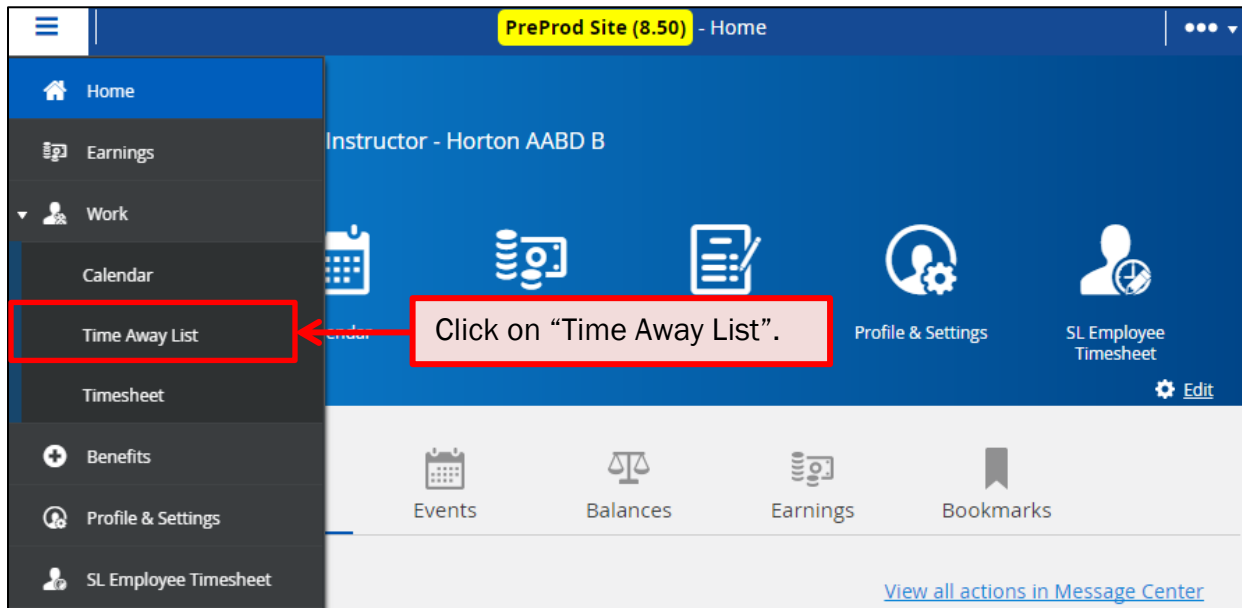 PreProd Site (8.50) - Home
Home
Earnings
Work
Calendar
Time Away List
Timesheet
Benefits
Profile & Settings
SL Employee Timesheet
Instructor - Horton AABD B
Click on “Time Away List”.
Profile & Settings
SL Employee
Timesheet
Edit
Events
Balances
Earnings
Bookmarks
View all actions in Message Center